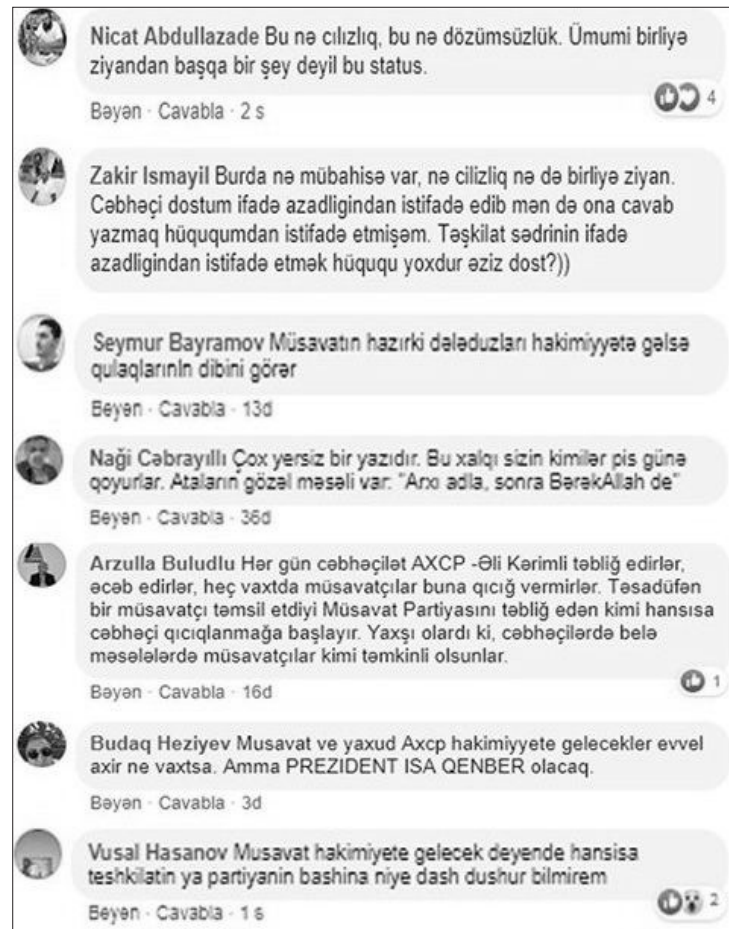 Nicat Abdullazade Bu nə cılızlıq, bu nə dözümsüzlük. Ümumi birliyə
ziyandan başqa bir şey deyil bu status.
Bəyən · Cavabla · 2 s
4
Zakir Ismayil Burda nə mübahisə var, nə cilizliq nə də birliyə ziyan.
Cəbhəçi dostum ifadə azadligindan istifadə edib mən də ona cavab
yazmaq hüququmdan istifadə etmişəm. Təşkilat sədrinin ifadə
azadligindan istifadə etmək hüququ yoxdur əziz dost?))
Seymur Bayramov Müsavatın hazırki dələduzları hakimiyyətə gəlsə
qulaqlarınIn dibini görər
Bəyən · Cavabla · 13d
Naği Cəbrayıllı Çox yersiz bir yazıdır. Bu xalqı sizin kimilər pis günə
qoyurlar. Ataların gözəl məsəli var: "Arxı adla, sonra BərəkAllah de"
Bəyən · Cavabla · 36d
Arzulla Buludlu Hər gün cəbhəçilət AXCP -Əli Kərimli təbliğ edirlər,
əcəb edirlər, heç vaxtda müsavatçılar buna qıcığ vermirlər. Təsadüfən
bir müsavatçı təmsil etdiyi Müsavat Partiyasını təbliğ edən kimi hansısa
cəbhəçi qıcıqlanmağa başlayır. Yaxşı olardı ki, cəbhəçilərdə belə
məsələlərdə müsavatçılar kimi təmkinli olsunlar.
Bəyən · Cavabla · 16d
1
Budaq Heziyev Musavat ve yaxud Axcp hakimiyyete gelecekler evvel
axir ne vaxtsa. Amma PREZIDENT ISA QENBER olacaq.
Bəyən · Cavabla · 3d
Vusal Hasanov Musavat hakimiyete gelecek deyende hansisa
teshkilatin ya partiyanin bashina niye dash dushur bilmirem
Bəyən · Cavabla · 1 s
2